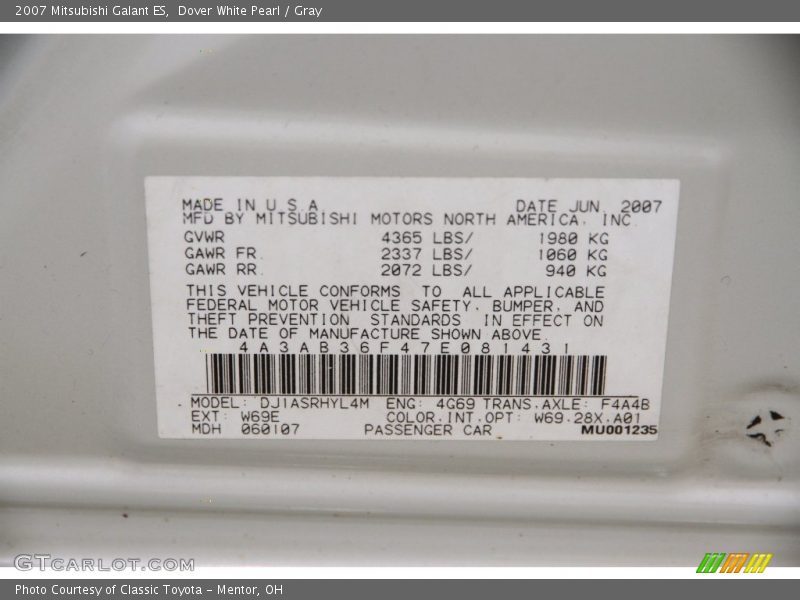 2007 Mitsubishi Galant ES,  Dover White Pearl / Gray
MADE IN U.S.A. DATE JUN. 2007
MFD BY MITSUBISHI MOTORS NORTH AMERICA, INC.
GVWR 4365 LBS/ 1980 KG
GAWR FR. 2337 LBS/ 1060 KG
GAWR RR. 2072 LBS/ 940 KG
THIS VEHICLE CONFORMS TO ALL APPLICABLE
FEDERAL MOTOR VEHICLE SAFETY, BUMPER, AND
THEFT PREVENTION STANDARDS IN EFFECT ON
THE DATE OF MANUFACTURE SHOWN ABOVE.
4A3AB36F47E081431
MODEL: DJ1ASRHYL4M ENG: 4G69 TRANS.AXLE: F4A4B
EXT: W69E COLOR.INT.OPT: W69.28X.A01
MDH 060107 PASSENGER CAR MU001235
GTCARLOT.COM
Photo Courtesy of Classic Toyota - Mentor, OH